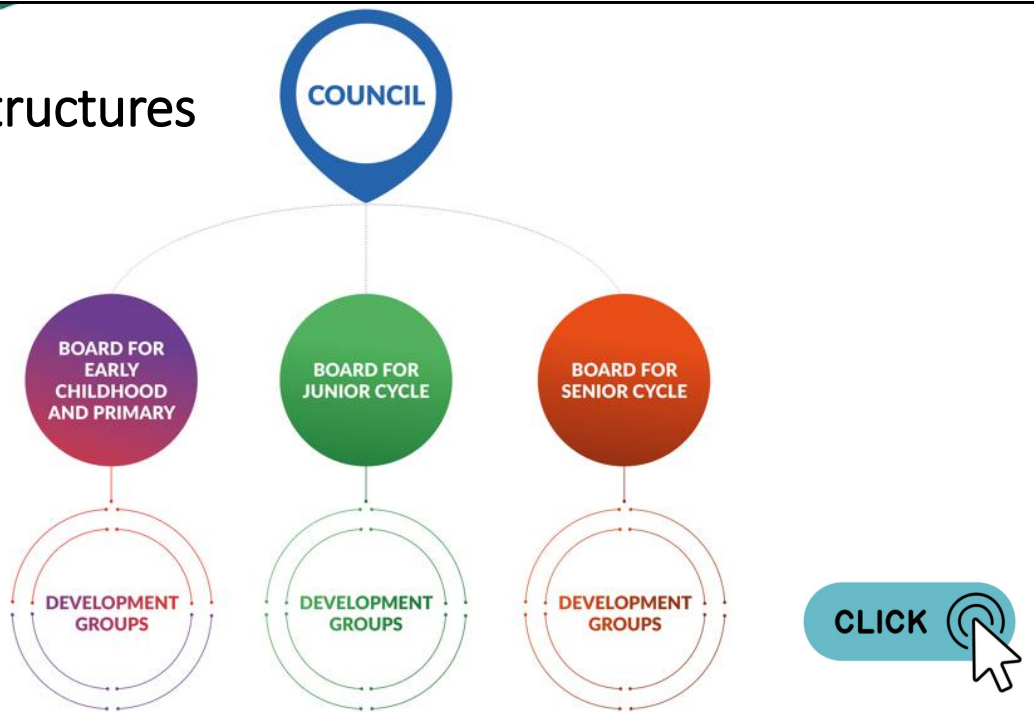 tructures
COUNCIL
BOARD FOR
EARLY
CHILDHOOD
AND PRIMARY
BOARD FOR
JUNIOR CYCLE
BOARD FOR
SENIOR CYCLE
DEVELOPMENT
GROUPS
DEVELOPMENT
GROUPS
DEVELOPMENT
GROUPS
CLICK